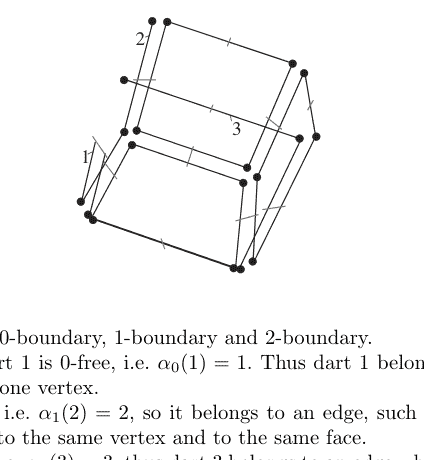 2
3
1
0-boundary, 1-boundary and 2-boundary.
rt 1 is 0-free, i.e. α₀(1) = 1. Thus dart 1 belon
one vertex.
i.e. α₁(2) = 2, so it belongs to an edge, such
to the same vertex and to the same face.